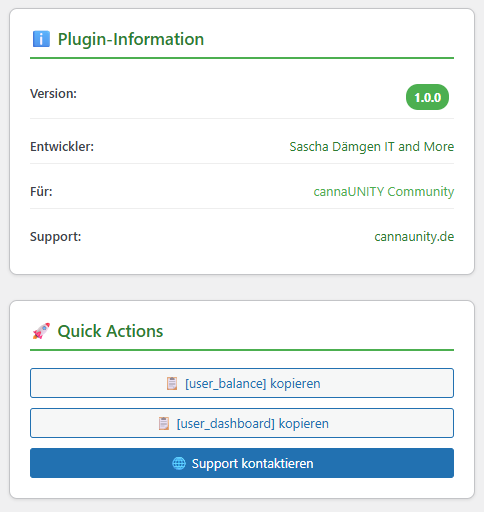 Plugin-Information
Version:
1.0.0
Entwickler:
Sascha Dämgen IT and More
Für:
cannaUNITY Community
Support:
cannaunity.de
Quick Actions
[user_balance] kopieren
[user_dashboard] kopieren
Support kontaktieren